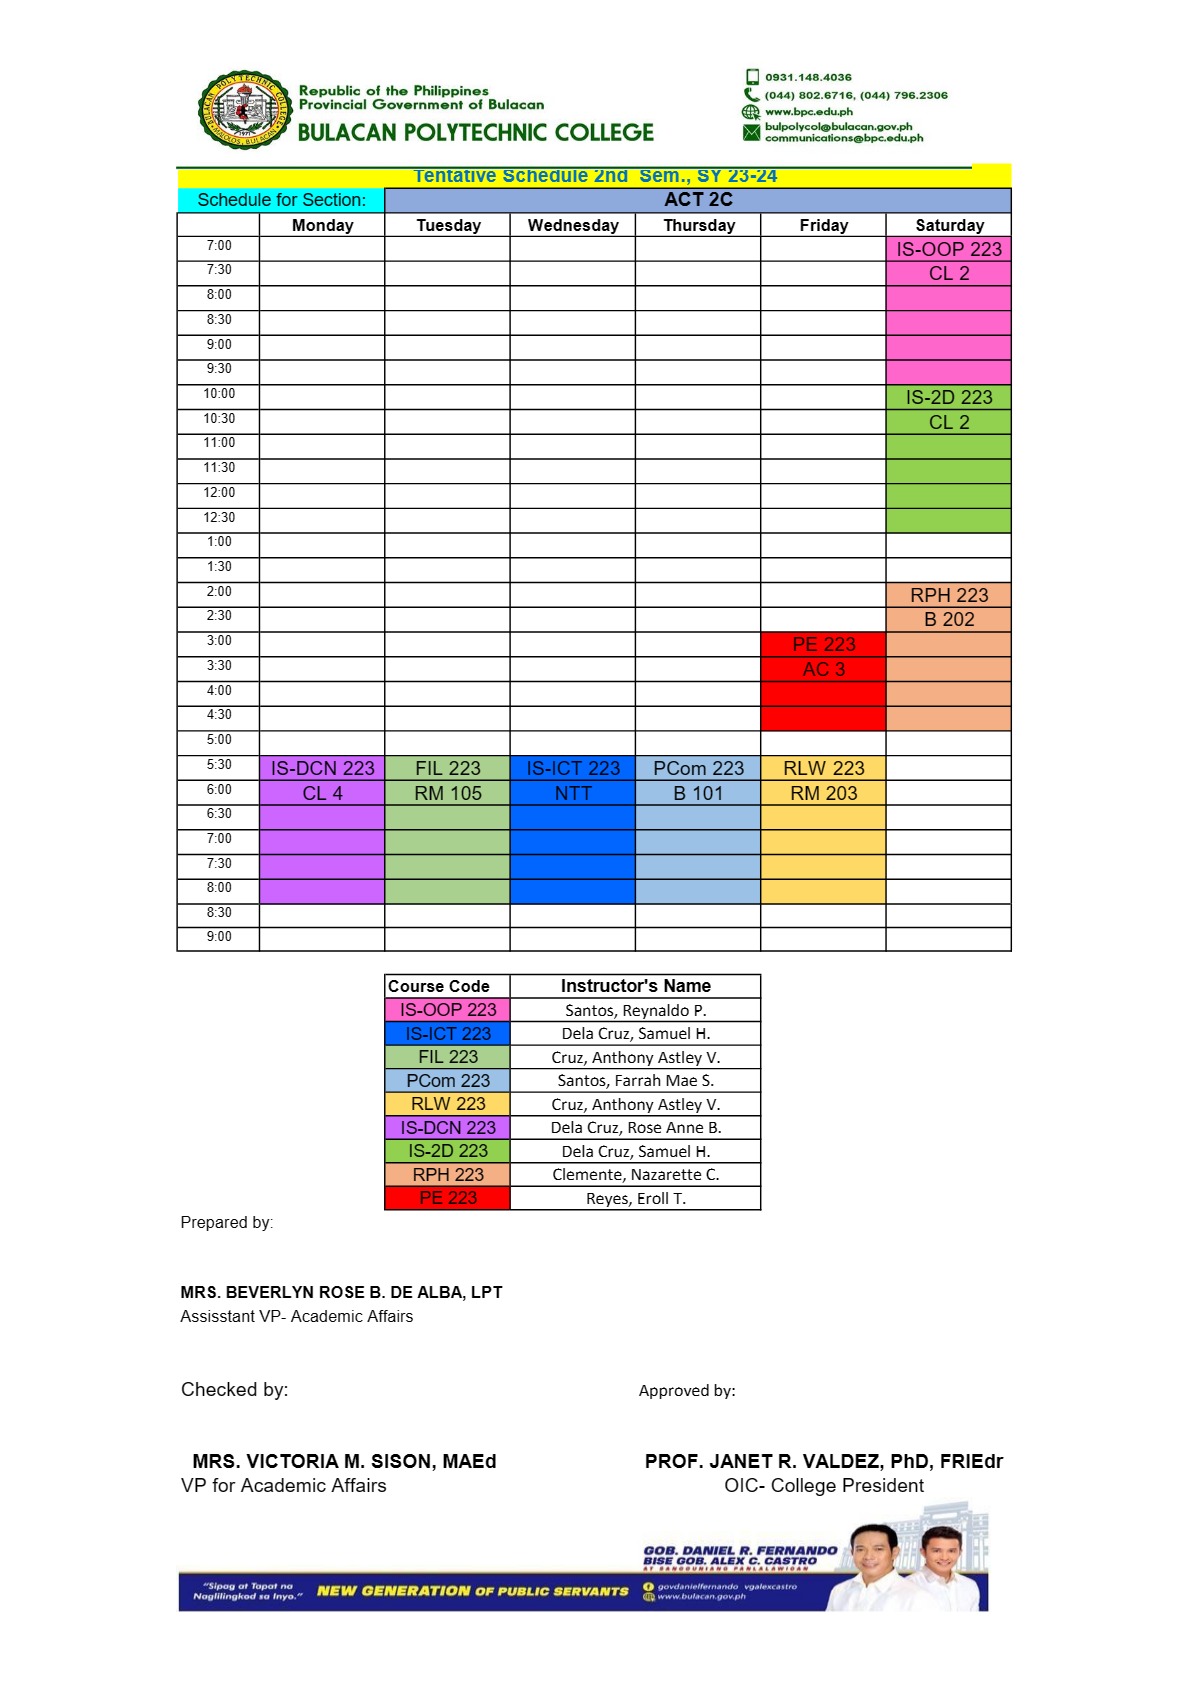 BULACAN POLYTECHNIC COLLEGE
MALOLOS, BULACAN
1971
Republic of the Philippines
Provincial Government of Bulacan
BULACAN POLYTECHNIC COLLEGE
0931.148.4036
(044) 802.6716, (044) 796.2306
www.bpc.edu.ph
bulpolycol@bulacan.gov.ph
communications@bpc.edu.ph
Tentative Schedule 2nd Sem., SY 23-24
Schedule for Section: ACT 2C
Monday Tuesday Wednesday Thursday Friday Saturday
7:00 IS-OOP 223
7:30 CL 2
8:00
8:30
9:00
9:30
10:00 IS-2D 223
10:30 CL 2
11:00
11:30
12:00
12:30
1:00
1:30
2:00 RPH 223
2:30 B 202
3:00 PE 223
3:30 AC 3
4:00
4:30
5:00
5:30 IS-DCN 223 FIL 223 IS-ICT 223 PCom 223 RLW 223
6:00 CL 4 RM 105 NTT B 101 RM 203
6:30
7:00
7:30
8:00
8:30
9:00
Course Code Instructor's Name
IS-OOP 223 Santos, Reynaldo P.
IS-ICT 223 Dela Cruz, Samuel H.
FIL 223 Cruz, Anthony Astley V.
PCom 223 Santos, Farrah Mae S.
RLW 223 Cruz, Anthony Astley V.
IS-DCN 223 Dela Cruz, Rose Anne B.
IS-2D 223 Dela Cruz, Samuel H.
RPH 223 Clemente, Nazarette C.
PE 223 Reyes, Eroll T.
Prepared by:
MRS. BEVERLYN ROSE B. DE ALBA, LPT
Assisstant VP- Academic Affairs
Checked by: Approved by:
MRS. VICTORIA M. SISON, MAEd PROF. JANET R. VALDEZ, PhD, FRIEdr
VP for Academic Affairs OIC- College President
GOB. DANIEL R. FERNANDO
BISE GOB. ALEX C. CASTRO
AT SANGGUNIANG PANLALAWIGAN
"Sipag at Tapat na
Naglilingkod sa Inyo."
NEW GENERATION OF PUBLIC SERVANTS
govdanielfernando vgalexcastro
www.bulacan.gov.ph